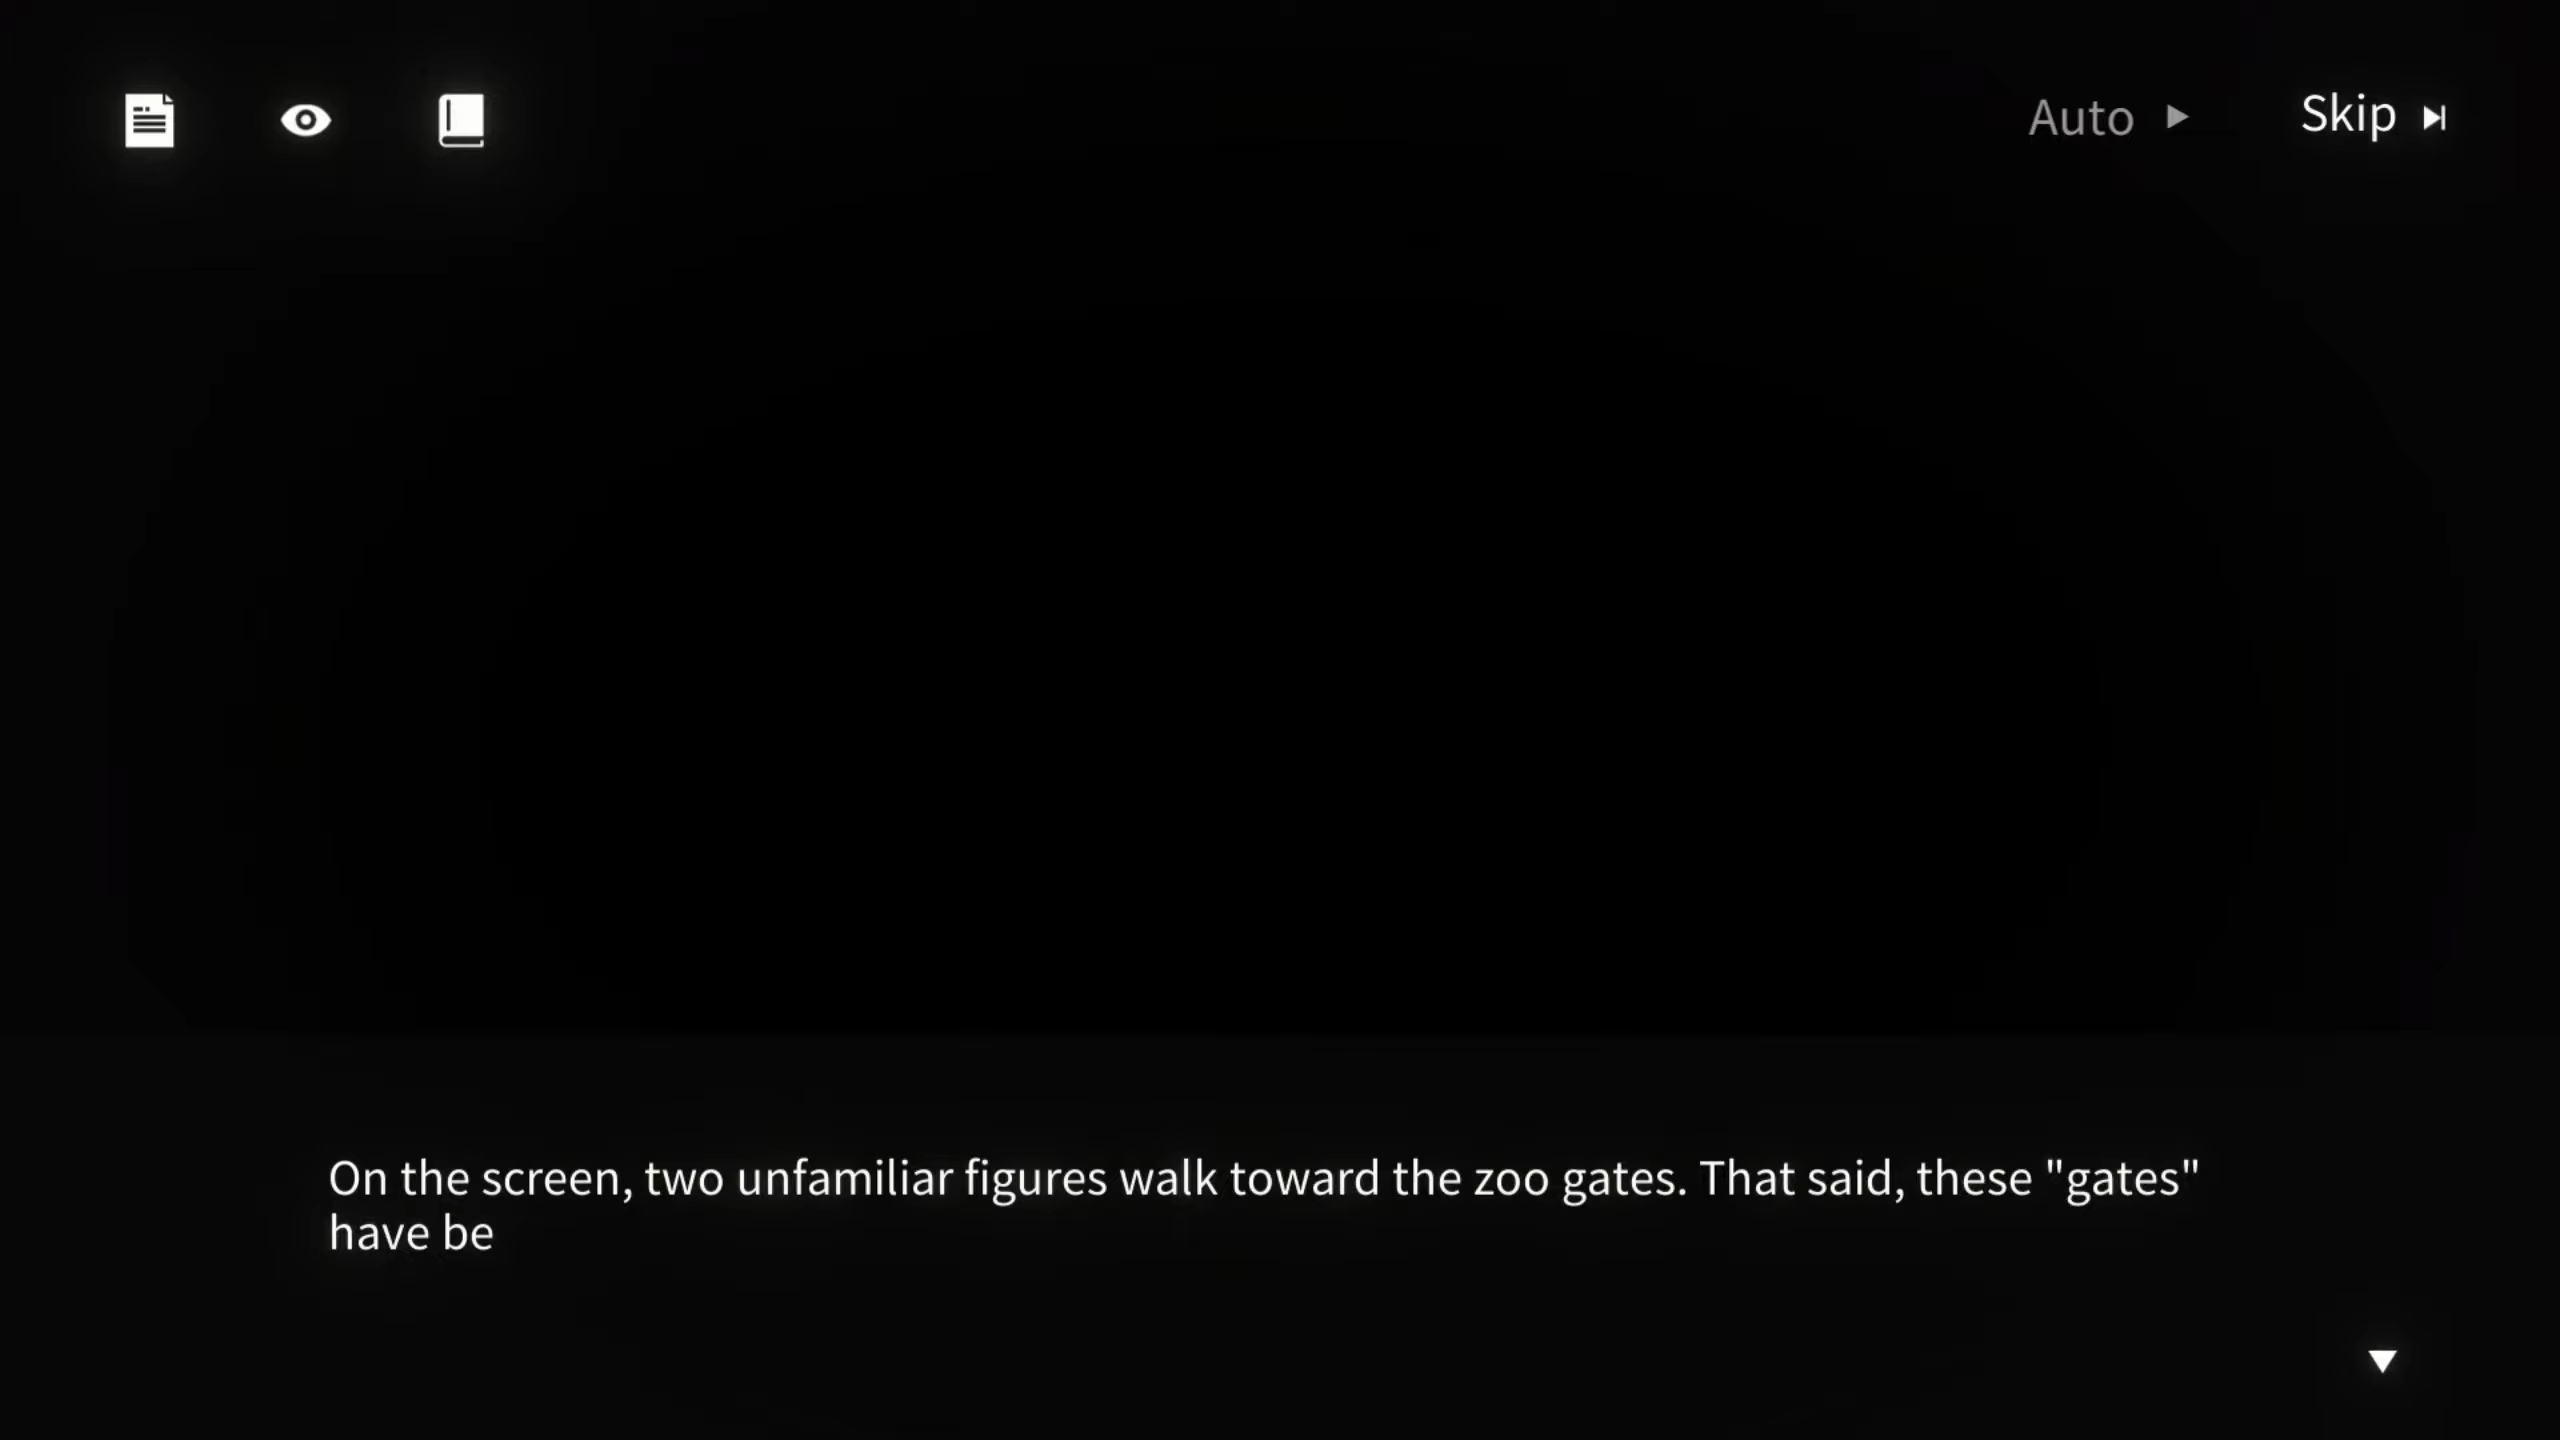 Auto
Skip
On the screen, two unfamiliar figures walk toward the zoo gates. That said, these "gates"
have be